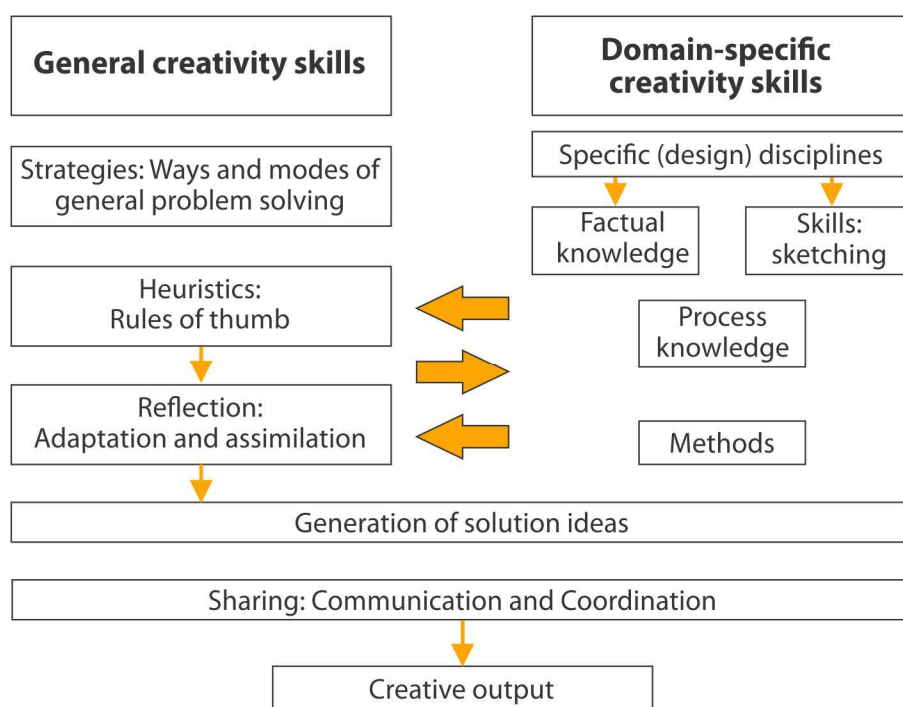 General creativity skills
Domain-specific
creativity skills
Strategies: Ways and modes of
general problem solving
Specific (design) disciplines
Factual
knowledge
Skills:
sketching
Heuristics:
Rules of thumb
Process
knowledge
Reflection:
Adaptation and assimilation
Methods
Generation of solution ideas
Sharing: Communication and Coordination
Creative output